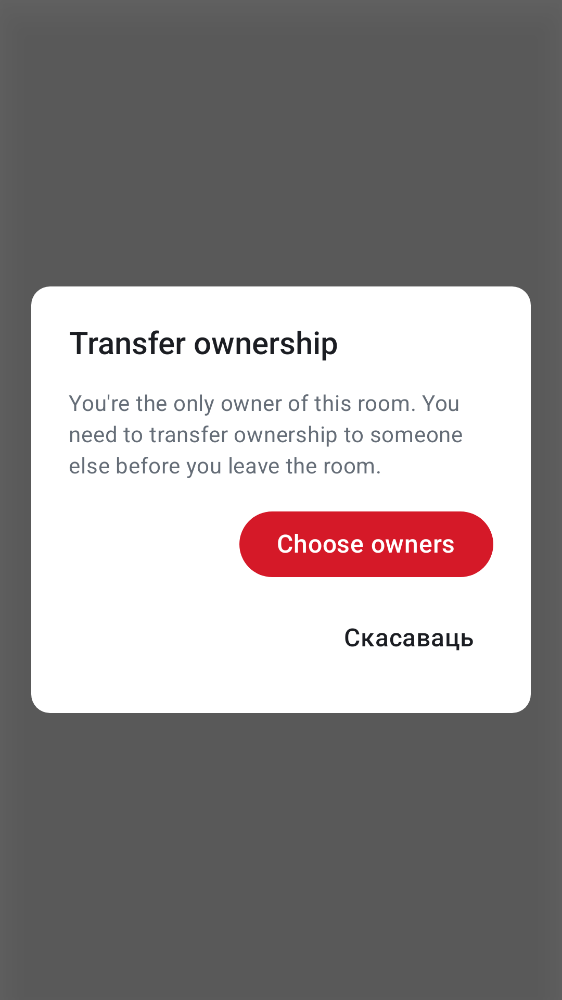 Transfer ownership
You're the only owner of this room. You
need to transfer ownership to someone
else before you leave the room.
Choose owners
Скасаваць